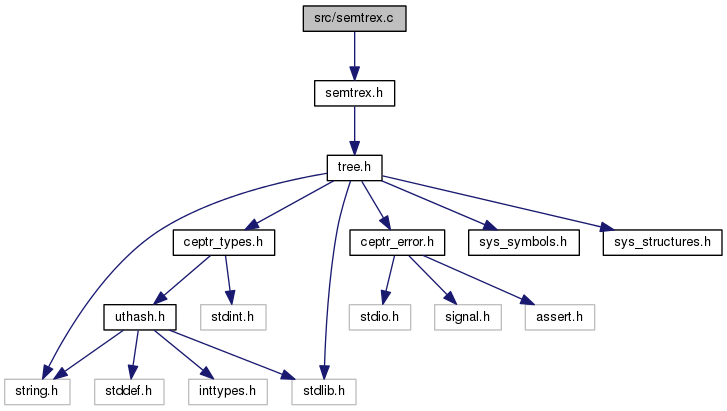 src/semtrex.c
semtrex.h
tree.h
ceptr_types.h
ceptr_error.h
sys_symbols.h
sys_structures.h
uthash.h
stdint.h
stdio.h
signal.h
assert.h
string.h
stddef.h
inttypes.h
stdlib.h